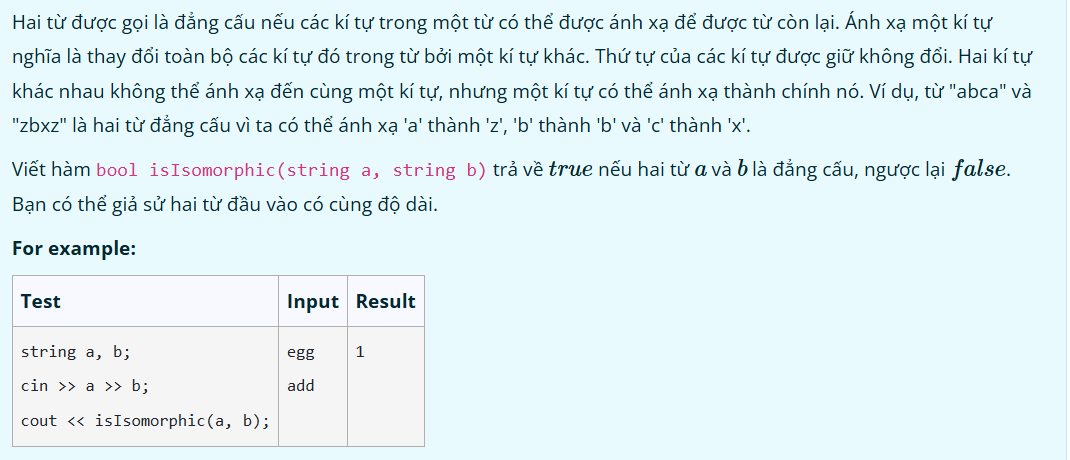 Hai từ được gọi là đẳng cấu nếu các kí tự trong một từ có thể được ánh xạ để được từ còn lại. Ánh xạ một kí tự
nghĩa là thay đổi toàn bộ các kí tự đó trong từ bởi một kí tự khác. Thứ tự của các kí tự được giữ không đổi. Hai kí tự
khác nhau không thể ánh xạ đến cùng một kí tự, nhưng một kí tự có thể ánh xạ thành chính nó. Ví dụ, từ "abca" và
"zbxz" là hai từ đẳng cấu vì ta có thể ánh xạ 'a' thành 'z', 'b' thành 'b' và 'c' thành 'x'.
Viết hàm bool isIsomorphic(string a, string b) trả về true nếu hai từ a và b là đẳng cấu, ngược lại false.
Bạn có thể giả sử hai từ đầu vào có cùng độ dài.
For example:
Test Input Result
string a, b; egg 1
cin >> a >> b; add
cout << isIsomorphic(a, b);